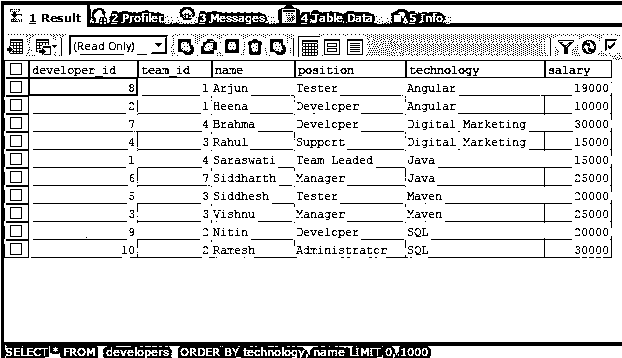 1 Result 2 Profiler 3 Messages 4 Table Data 5 Info
(Read Only)
developer_id team_id name position technology salary
8 1 Arjun Tester Angular 19000
2 1 Heena Developer Angular 10000
7 4 Brahma Developer Digital Marketing 30000
4 3 Rahul Support Digital Marketing 15000
1 4 Saraswati Team Leaded Java 15000
6 7 Siddharth Manager Java 25000
5 3 Siddhesh Tester Maven 20000
3 3 Vishnu Manager Maven 25000
9 2 Nitin Developer SQL 20000
10 2 Ramesh Administrator SQL 30000
SELECT * FROM developers ORDER BY technology, name LIMIT 0, 1000